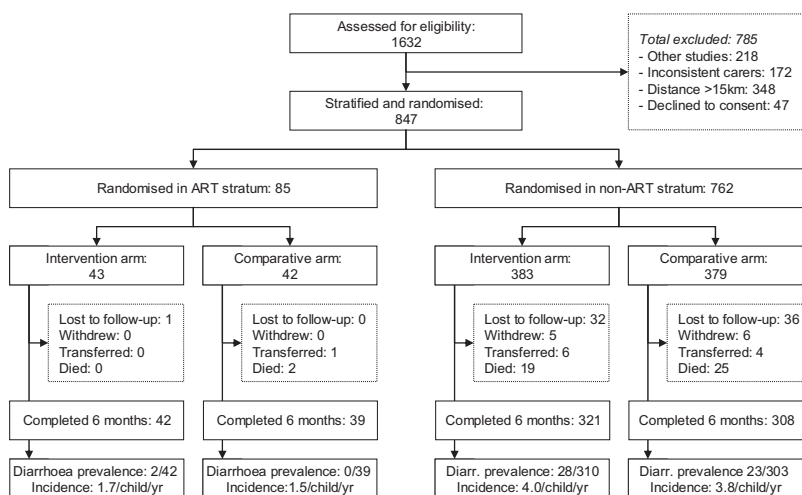 Assessed for eligibility:
1632
Total excluded: 785
- Other studies: 218
- Inconsistent carers: 172
- Distance >15km: 348
- Declined to consent: 47
Stratified and randomised:
847
Randomised in ART stratum: 85
Randomised in non-ART stratum: 762
Intervention arm:
43
Comparative arm:
42
Intervention arm:
383
Comparative arm:
379
Lost to follow-up: 1
Withdrew: 0
Transferred: 0
Died: 0
Lost to follow-up: 0
Withdrew: 0
Transferred: 1
Died: 2
Lost to follow-up: 32
Withdrew: 5
Transferred: 6
Died: 19
Lost to follow-up: 36
Withdrew: 6
Transferred: 4
Died: 25
Completed 6 months: 42
Completed 6 months: 39
Completed 6 months: 321
Completed 6 months: 308
Diarrhoea prevalence: 2/42
Incidence: 1.7/child/yr
Diarrhoea prevalence: 0/39
Incidence:1.5/child/yr
Diarr. prevalence: 28/310
Incidence: 4.0/child/yr
Diarr. prevalence 23/303
Incidence: 3.8/child/yr